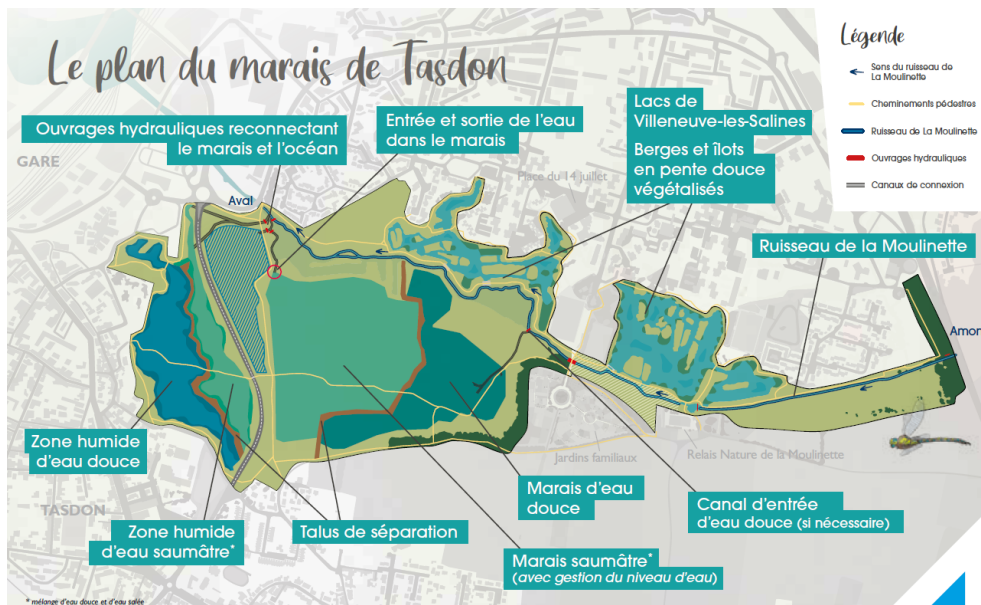 Le plan du marais de Tasdon
Légende
Sens du ruisseau de
La Moulinette
Cheminements pédestres
Ruisseau de La Moulinette
Ouvrages hydrauliques
Canaux de connexion
Ouvrages hydrauliques reconnectant
le marais et l'océan
Entrée et sortie de l'eau
dans le marais
Lacs de
Villeneuve-les-Salines
Berges et îlots
en pente douce
végétalisés
GARE
Place du 14 Juillet
Aval
Ruisseau de la Moulinette
Amont
Zone humide
d'eau douce
Jardins familiaux
Relais Nature de la Moulinette
TASDON
Marais d'eau
douce
Canal d'entrée
d'eau douce (si nécessaire)
Zone humide
d'eau saumâtre*
Talus de séparation
Marais saumâtre*
(avec gestion du niveau d'eau)
* mélange d'eau douce et d'eau salée